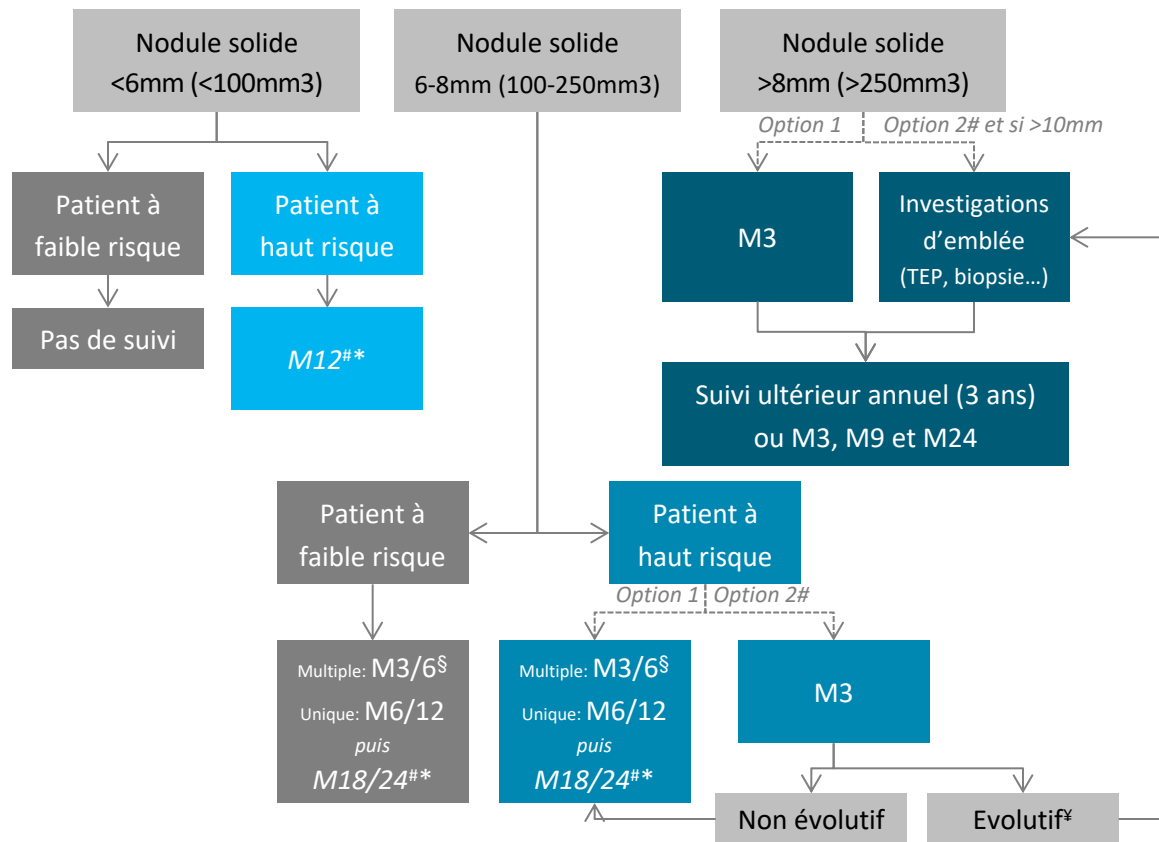 Nodule solide
<6mm (<100mm3)
Nodule solide
6-8mm (100-250mm3)
Nodule solide
>8mm (>250mm3)
Option 1
Option 2# et si >10mm
Patient à
faible risque
Patient à
haut risque
M3
Investigations
d’emblée
(TEP, biopsie…)
Pas de suivi
M12#*
Suivi ultérieur annuel (3 ans)
ou M3, M9 et M24
Patient à
faible risque
Patient à
haut risque
Option 1
Option 2#
Multiple: M3/6§
Unique: M6/12
puis
M18/24#*
Multiple: M3/6§
Unique: M6/12
puis
M18/24#*
M3
Non évolutif
Evolutif¥